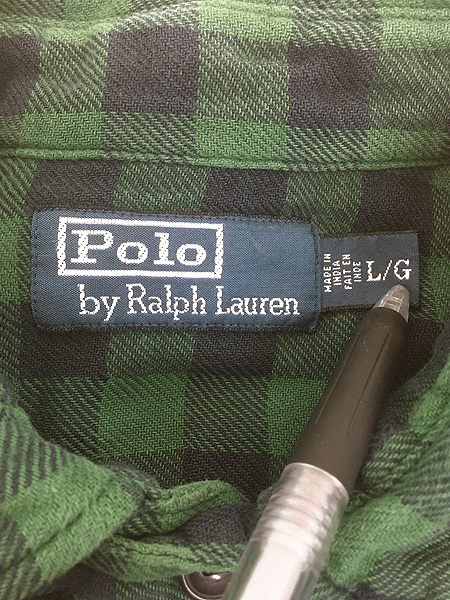 Polo
by Ralph Lauren
MADE IN
INDIA
FAIT EN
INDE
L/G